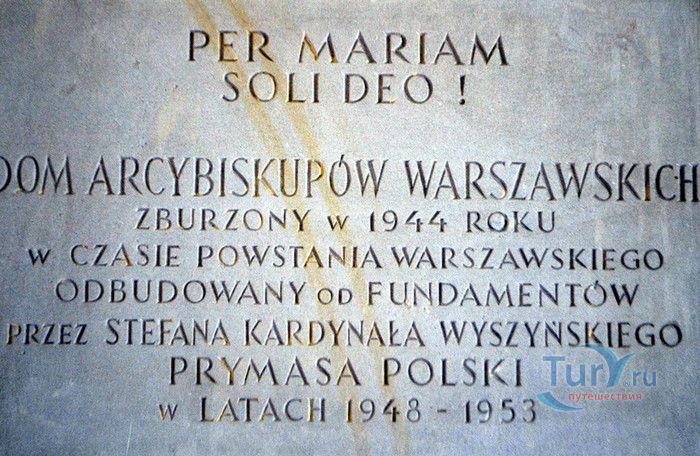 PER MARIAM
SOLI DEO !
DOM ARCYBISKUPÓW WARSZAWSKICH
ZBURZONY w 1944 ROKU
w CZASIE POWSTANIA WARSZAWSKIEGO
ODBUDOWANY OD FUNDAMENTÓW
PRZEZ STEFANA KARDYNAŁA WYSZYNSKIEGO
PRYMASA POLSKI
w LATACH 1948 - 1953
TurY.ru
путешествия